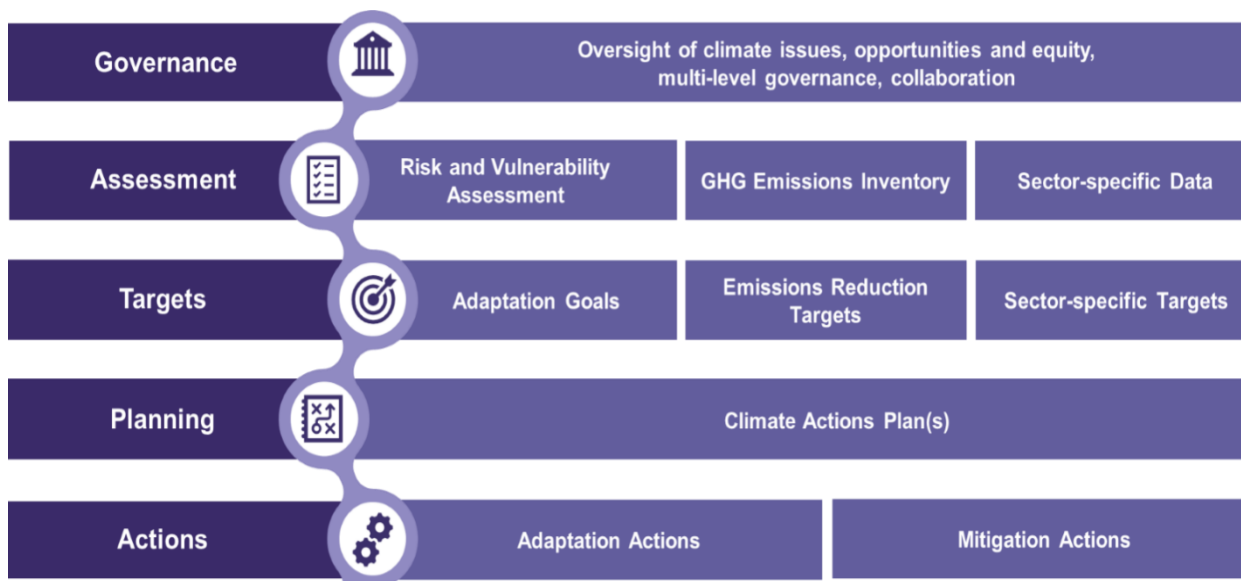 Governance
Oversight of climate issues, opportunities and equity,
multi-level governance, collaboration
Assessment
Risk and Vulnerability
Assessment
GHG Emissions Inventory
Sector-specific Data
Targets
Adaptation Goals
Emissions Reduction
Targets
Sector-specific Targets
Planning
Climate Actions Plan(s)
Actions
Adaptation Actions
Mitigation Actions